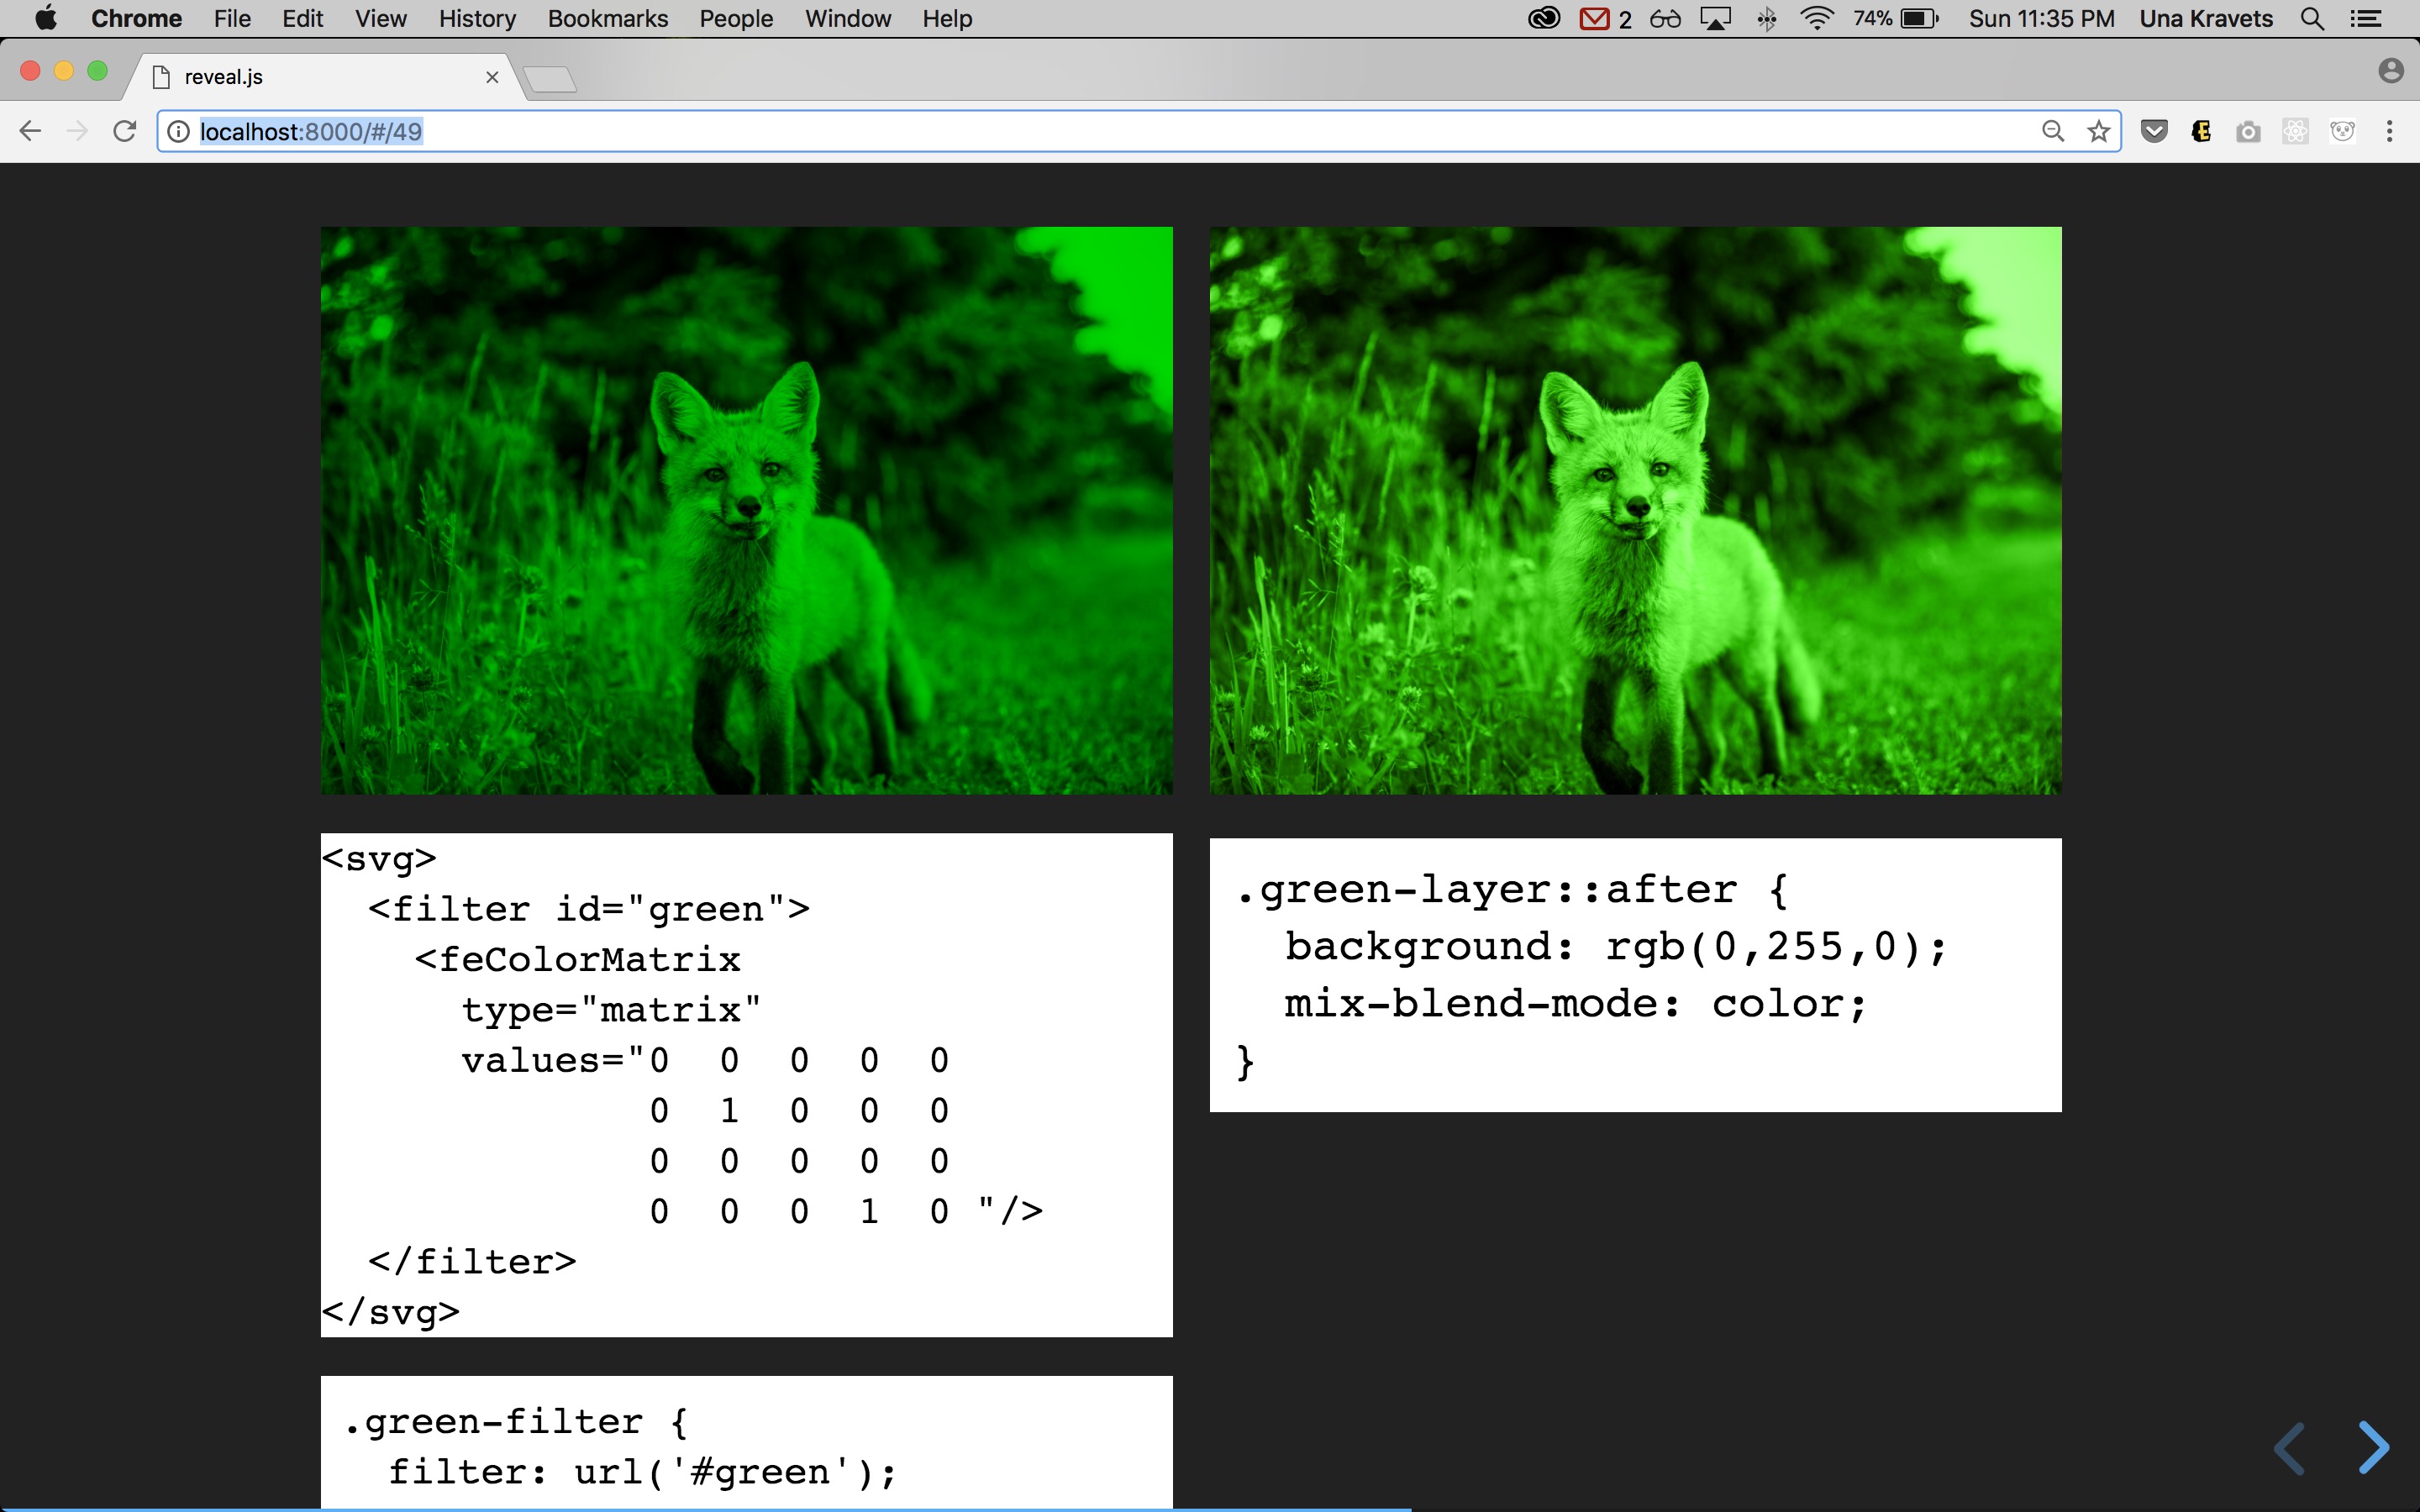 Chrome File Edit View History Bookmarks People Window Help 2 74% Sun 11:35 PM Una Kravets
reveal.js
localhost:8000/#/49
<svg>
  <filter id="green">
    <feColorMatrix
      type="matrix"
      values="0 0 0 0 0
              0 1 0 0 0
              0 0 0 0 0
              0 0 0 1 0 "/>
  </filter>
</svg>
.green-filter {
  filter: url('#green');
.green-layer::after {
  background: rgb(0,255,0);
  mix-blend-mode: color;
}